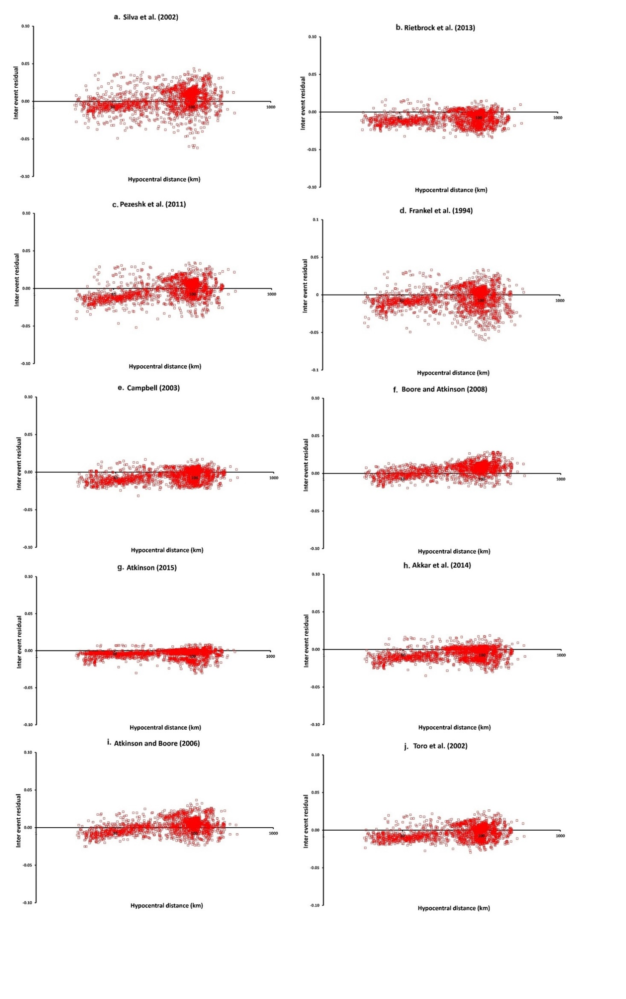 a. Silva et al. (2002)
0.10
0.05
0.00
-0.05
-0.10
10
100
1000
Inter event residual
Hypocentral distance (km)
b. Rietbrock et al. (2013)
0.10
0.05
0.00
-0.05
-0.10
10
100
1000
Inter event residual
Hypocentral distance (km)
c. Pezeshk et al. (2011)
0.10
0.05
0.00
-0.05
-0.10
10
100
1000
Inter event residual
Hypocentral distance (km)
d. Frankel et al. (1994)
0.1
0.05
0
-0.05
-0.1
10
100
1000
Inter event residual
Hypocentral distance (km)
e. Campbell (2003)
0.10
0.05
0.00
-0.05
-0.10
10
100
1000
Inter event residual
Hypocentral distance (km)
f. Boore and Atkinson (2008)
0.10
0.05
0.00
-0.05
-0.10
10
100
1000
Inter event residual
Hypocentral distance (km)
g. Atkinson (2015)
0.10
0.05
0.00
-0.05
-0.10
10
100
1000
Inter event residual
Hypocentral distance (km)
h. Akkar et al. (2014)
0.10
0.05
0.00
-0.05
-0.10
10
100
1000
Inter event residual
Hypocentral distance (km)
i. Atkinson and Boore (2006)
0.10
0.05
0.00
-0.05
-0.10
10
100
1000
Inter event residual
Hypocentral distance (km)
j. Toro et al. (2002)
0.10
0.05
0.00
-0.05
-0.10
10
100
1000
Inter event residual
Hypocentral distance (km)